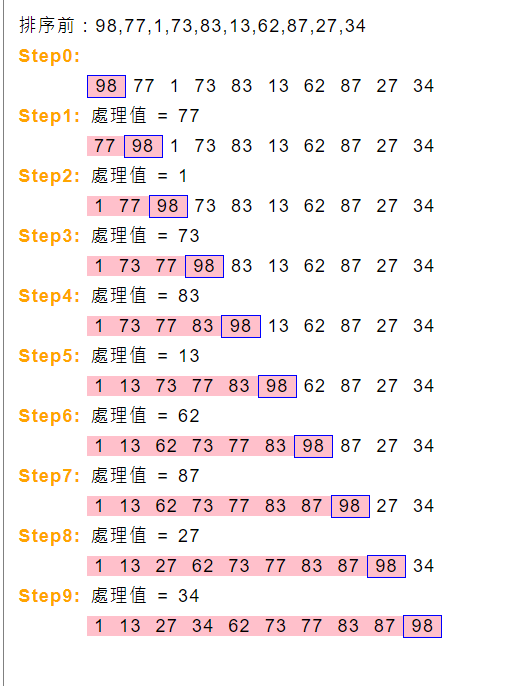 排序前：98,77,1,73,83,13,62,87,27,34
Step0:
98 77 1 73 83 13 62 87 27 34
Step1: 處理值 = 77
77 98 1 73 83 13 62 87 27 34
Step2: 處理值 = 1
1 77 98 73 83 13 62 87 27 34
Step3: 處理值 = 73
1 73 77 98 83 13 62 87 27 34
Step4: 處理值 = 83
1 73 77 83 98 13 62 87 27 34
Step5: 處理值 = 13
1 13 73 77 83 98 62 87 27 34
Step6: 處理值 = 62
1 13 62 73 77 83 98 87 27 34
Step7: 處理值 = 87
1 13 62 73 77 83 87 98 27 34
Step8: 處理值 = 27
1 13 27 62 73 77 83 87 98 34
Step9: 處理值 = 34
1 13 27 34 62 73 77 83 87 98